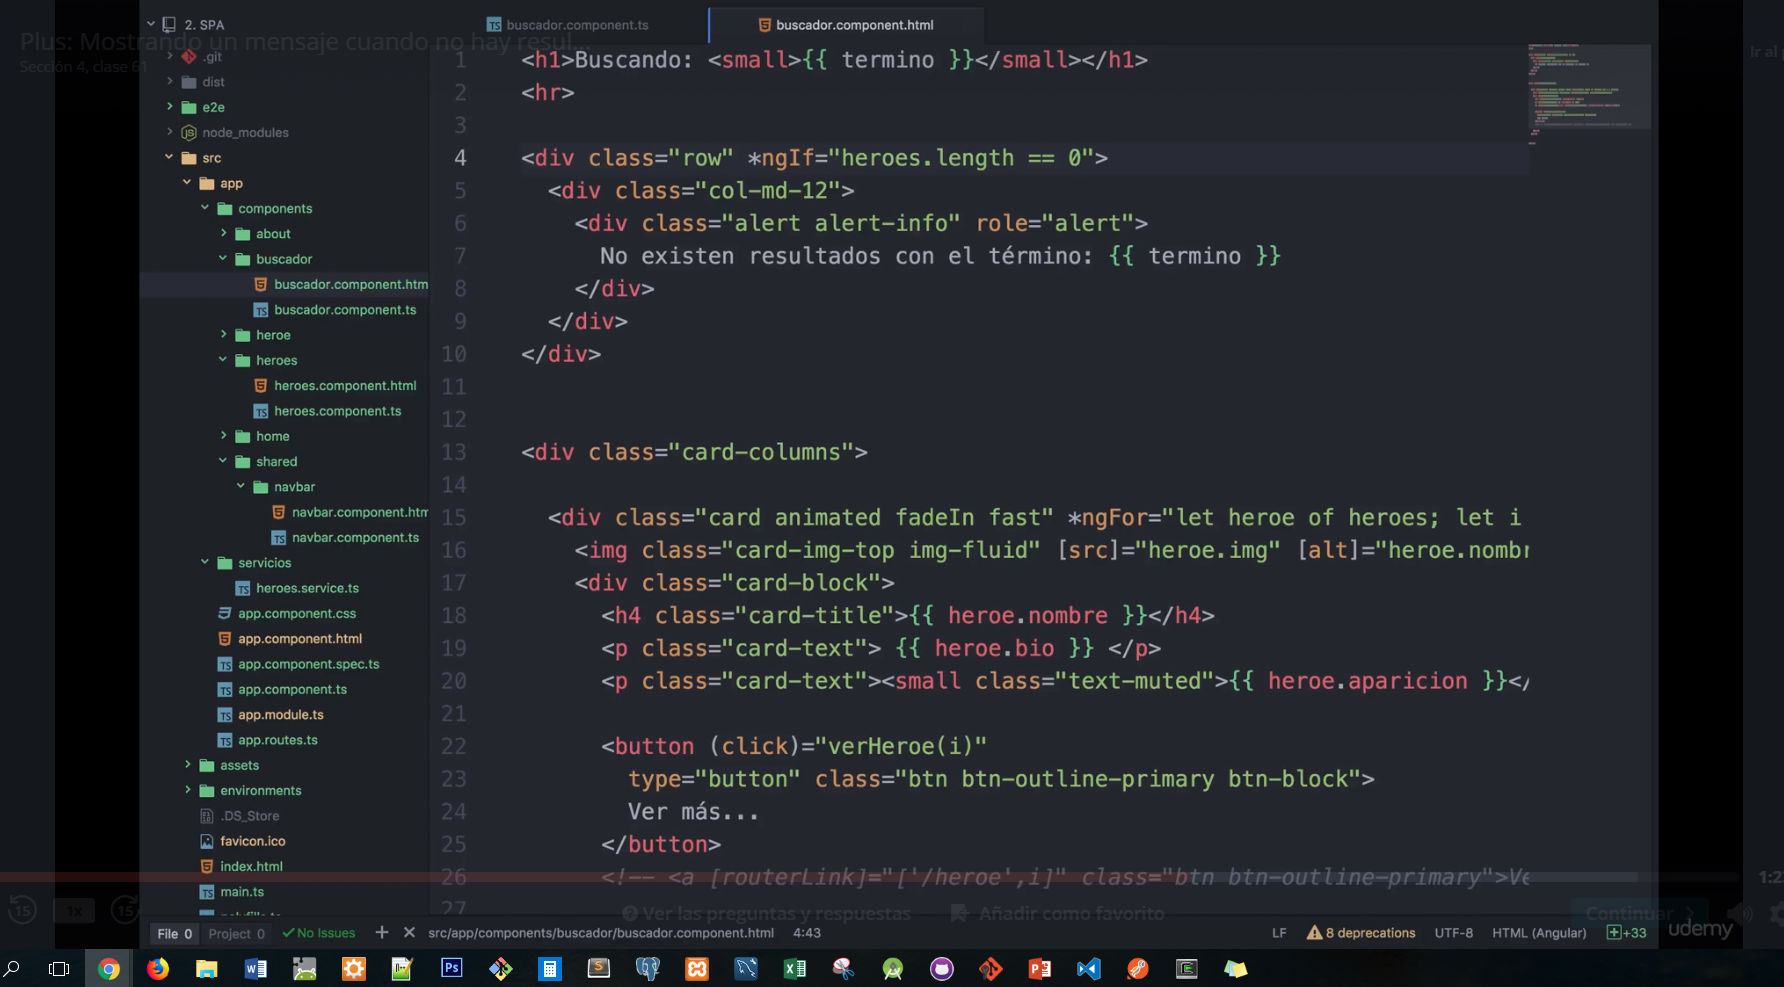 2. SPA
buscador.component.ts
buscador.component.html
Plus: Mostrando un mensaje cuando no hay resul...
Sección 4, clase 61
Ir al
.git
dist
e2e
node_modules
src
app
components
about
buscador
buscador.component.htm
buscador.component.ts
heroe
heroes
heroes.component.html
heroes.component.ts
home
shared
navbar
navbar.component.htm
navbar.component.ts
servicios
heroes.service.ts
app.component.css
app.component.html
app.component.spec.ts
app.component.ts
app.module.ts
app.routes.ts
assets
environments
.DS_Store
favicon.ico
index.html
main.ts
1 <h1>Buscando: <small>{{ termino }}</small></h1>
2 <hr>
3
4 <div class="row" *ngIf="heroes.length == 0">
5 <div class="col-md-12">
6 <div class="alert alert-info" role="alert">
7 No existen resultados con el término: {{ termino }}
8 </div>
9 </div>
10 </div>
11
12
13 <div class="card-columns">
14
15 <div class="card animated fadeIn fast" *ngFor="let heroe of heroes; let i
16 <img class="card-img-top img-fluid" [src]="heroe.img" [alt]="heroe.nombr
17 <div class="card-block">
18 <h4 class="card-title">{{ heroe.nombre }}</h4>
19 <p class="card-text"> {{ heroe.bio }} </p>
20 <p class="card-text"><small class="text-muted">{{ heroe.aparicion }}</
21
22 <button (click)="verHeroe(i)"
23 type="button" class="btn btn-outline-primary btn-block">
24 Ver más...
25 </button>
26 <!-- <a [routerLink]="['/heroe',i]" class="btn btn-outline-primary">Ve
27
15 1x 15
Ver las preguntas y respuestas
Añadir como favorito
Continuar
udemy
File 0 Project 0 No Issues + × src/app/components/buscador/buscador.component.html 4:43
LF 8 deprecations UTF-8 HTML (Angular) +33